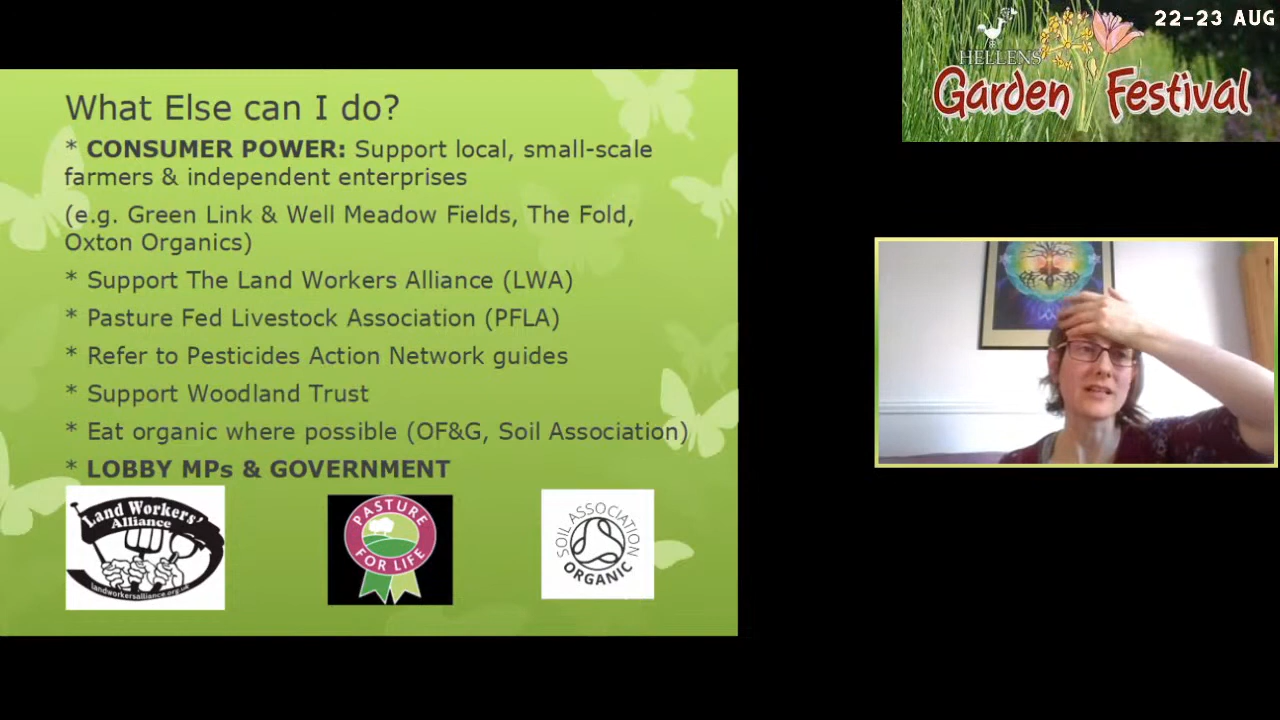 What Else can I do?
* CONSUMER POWER: Support local, small-scale
farmers & independent enterprises
(e.g. Green Link & Well Meadow Fields, The Fold,
Oxton Organics)
* Support The Land Workers Alliance (LWA)
* Pasture Fed Livestock Association (PFLA)
* Refer to Pesticides Action Network guides
* Support Woodland Trust
* Eat organic where possible (OF&G, Soil Association)
* LOBBY MPs & GOVERNMENT
Land Workers'
Alliance
landworkersalliance.org.uk
PASTURE
FOR LIFE
SOIL ASSOCIATION
ORGANIC
22-23 AUG
HELLENS
Garden Festival